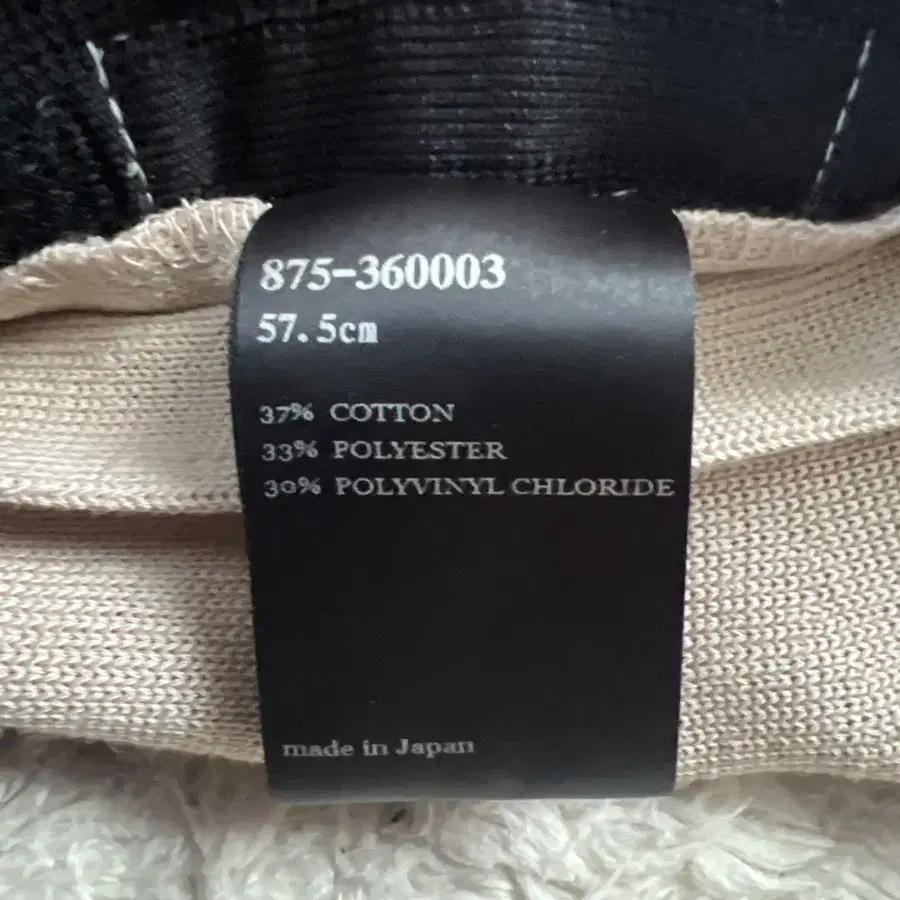 875-360003
57.5cm
37% COTTON
33% POLYESTER
30% POLYVINYL CHLORIDE
made in Japan